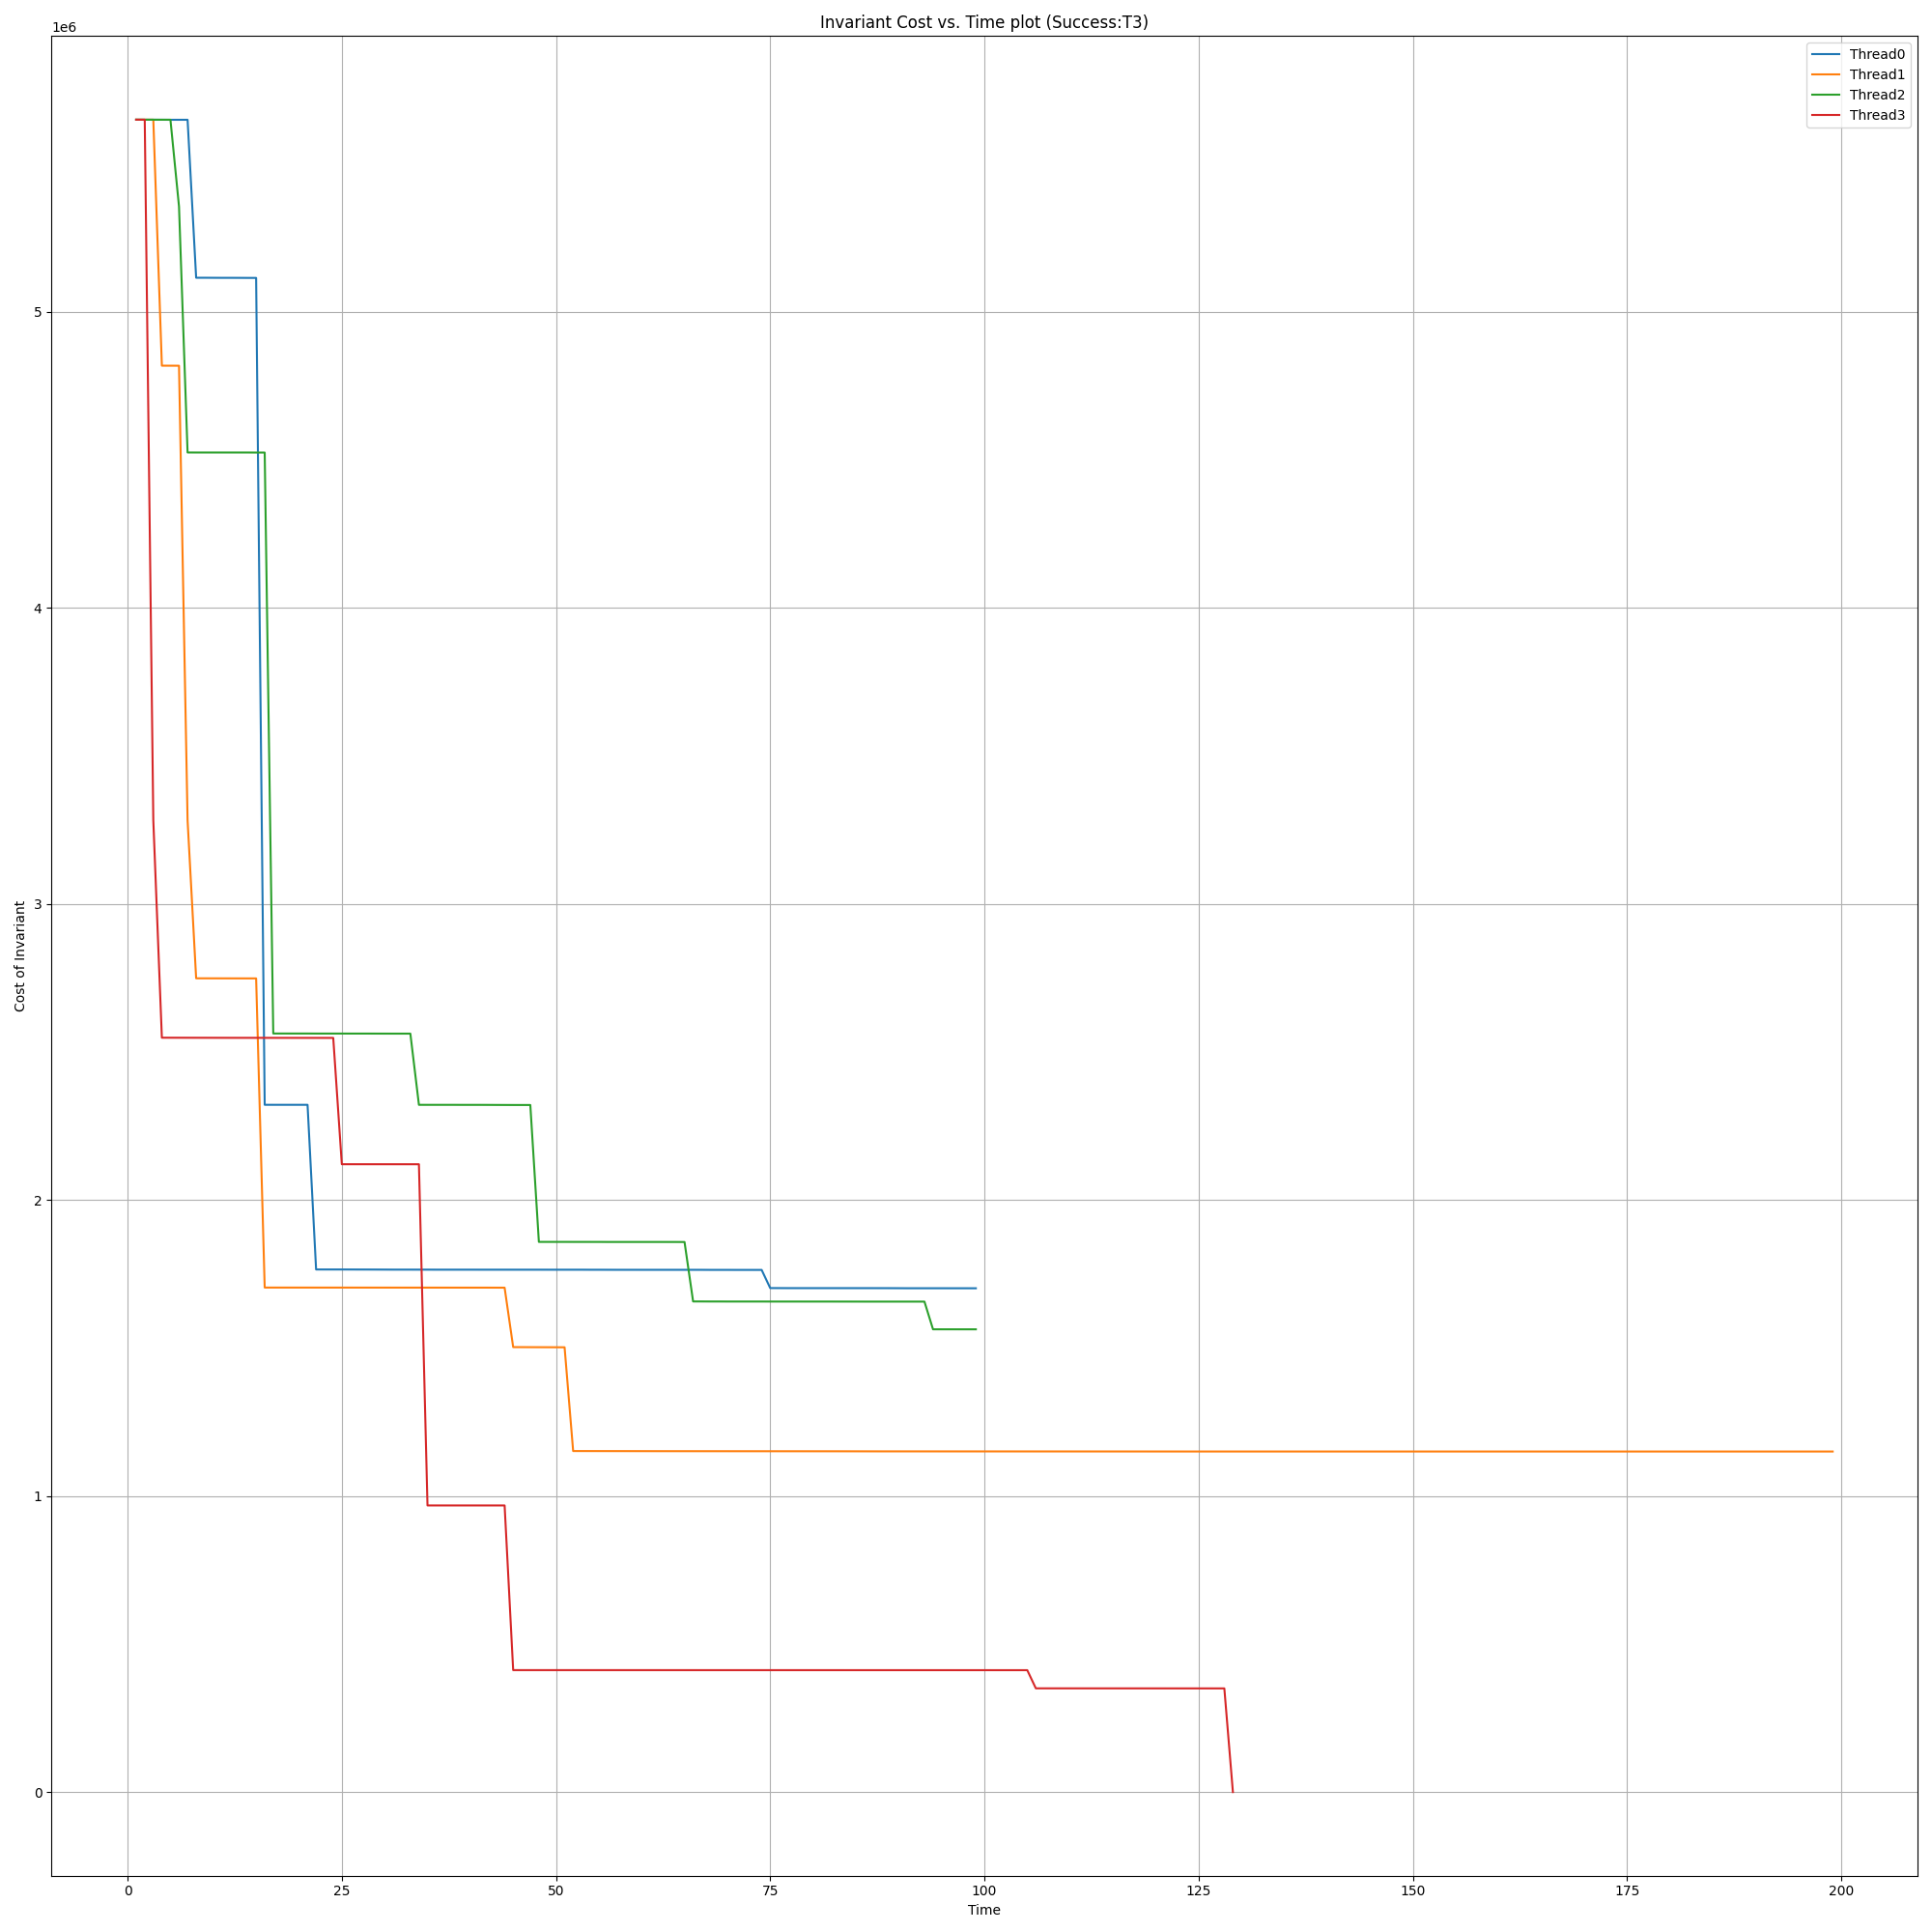 Invariant Cost vs. Time plot (Success:T3)
1e6
Thread0
Thread1
Thread2
Thread3
5
4
3
2
1
0
Cost of Invariant
0 25 50 75 100 125 150 175 200
Time